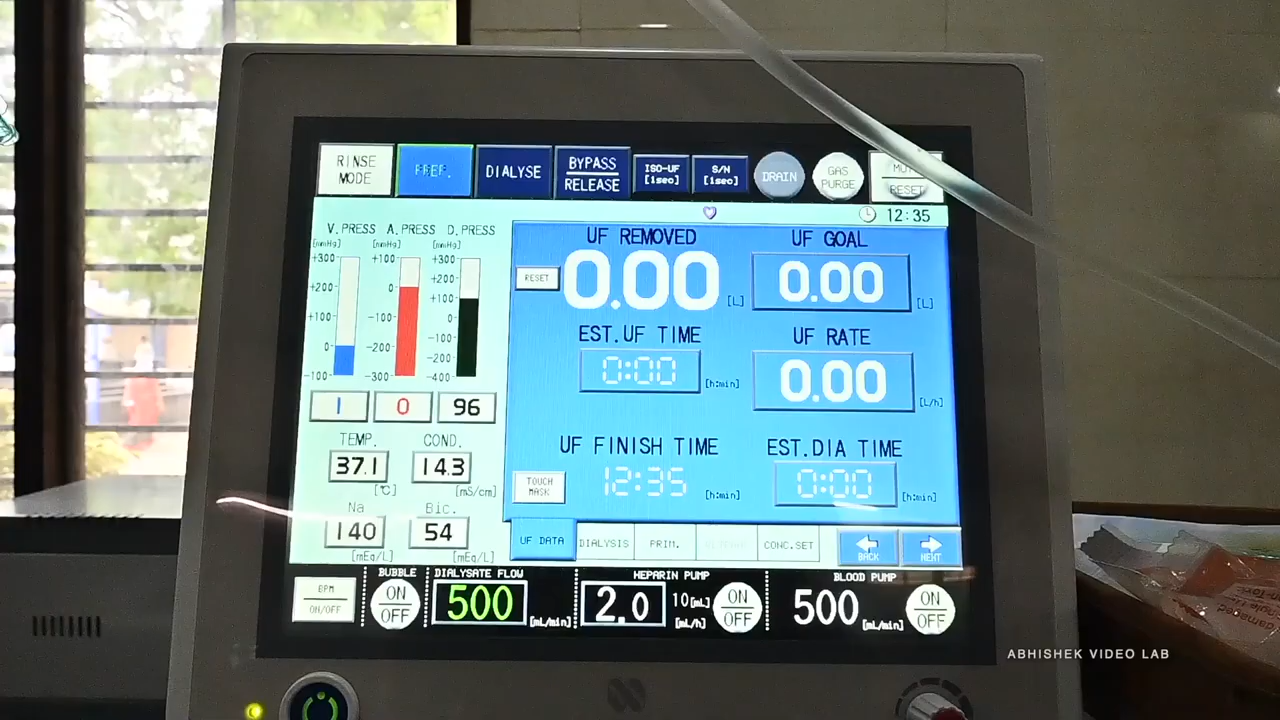 RINSE MODE
PREP.
DIALYSE
BYPASS RELEASE
ISO-UF [1sec]
S/N [1sec]
DRAIN
GAS PURGE
RESET
12:35
V.PRESS A.PRESS D.PRESS
[mmHg] [mmHg] [mmHg]
+300 +100 +300
+200 0 +200
+100 -100 +100
0 -200 0
-100 -300 -100
-200
-400
1 0 96
TEMP. COND.
37.1 14.3
[℃] [mS/cm]
Na Bic.
140 54
[mEq/L] [mEq/L]
UF REMOVED UF GOAL
RESET 0.00 [L] 0.00 [L]
EST.UF TIME UF RATE
0:00 [h:min] 0.00 [L/h]
UF FINISH TIME EST.DIA TIME
TOUCH MASK 12:35 [h:min] 0:00 [h:min]
UF DATA DIALYSIS PRIM. CONC.SET BACK NEXT
BPM ON/OFF
BUBBLE ON OFF
DIALYSATE FLOW
500 [mL/min]
HEPARIN PUMP
2.0 10[mL] [mL/h] ON OFF
BLOOD PUMP
500 [mL/min] ON OFF
ABHISHEK VIDEO LAB